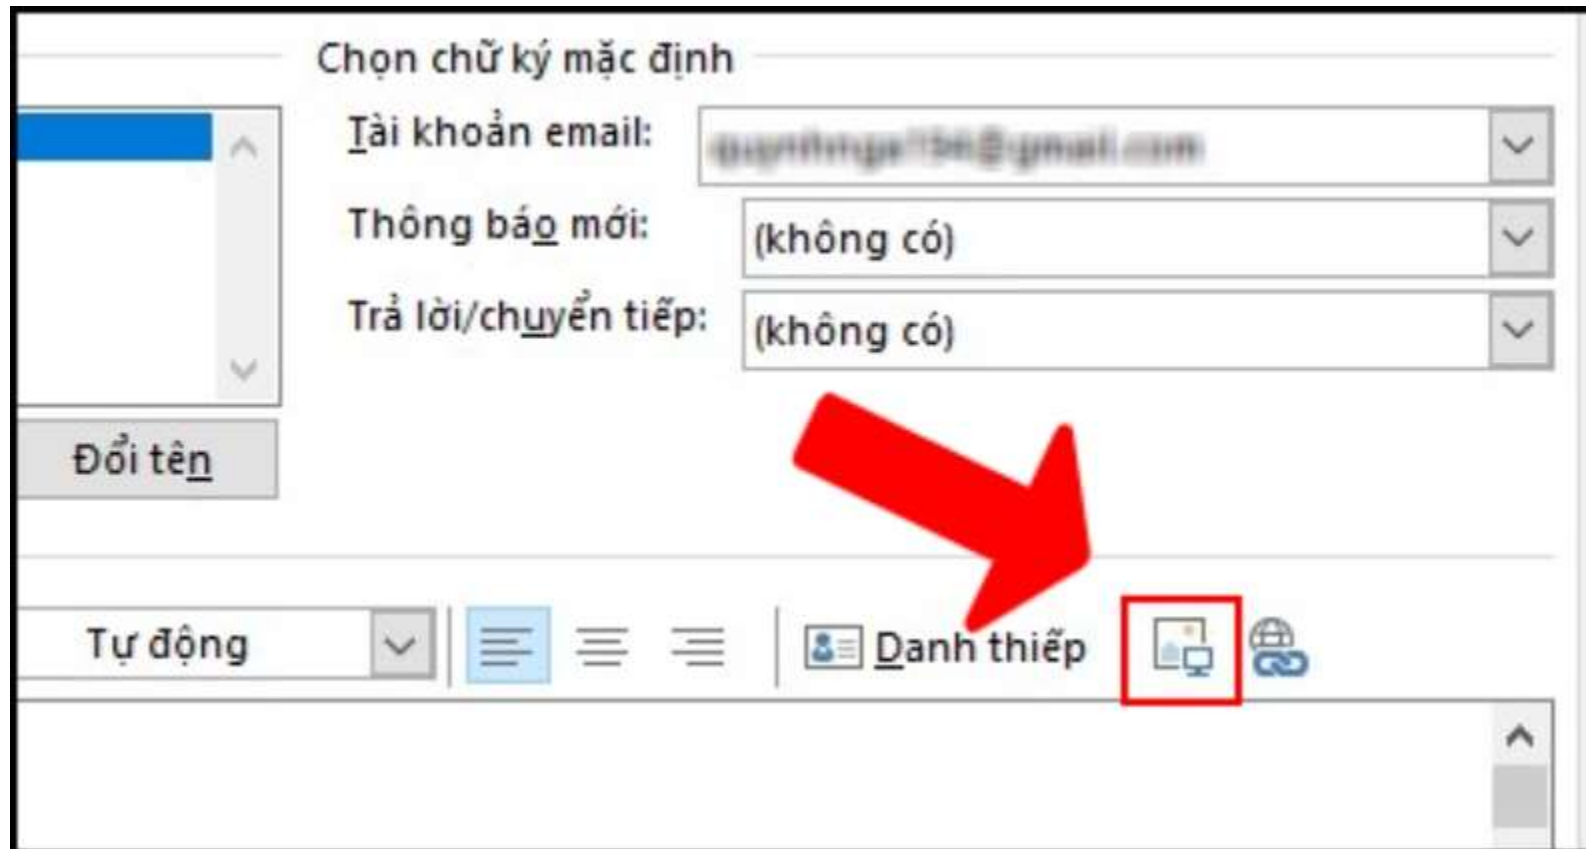 Chọn chữ ký mặc định
Tài khoản email:
Thông báo mới:
(không có)
Trả lời/chuyển tiếp:
(không có)
Đổi tên
Tự động
Danh thiếp